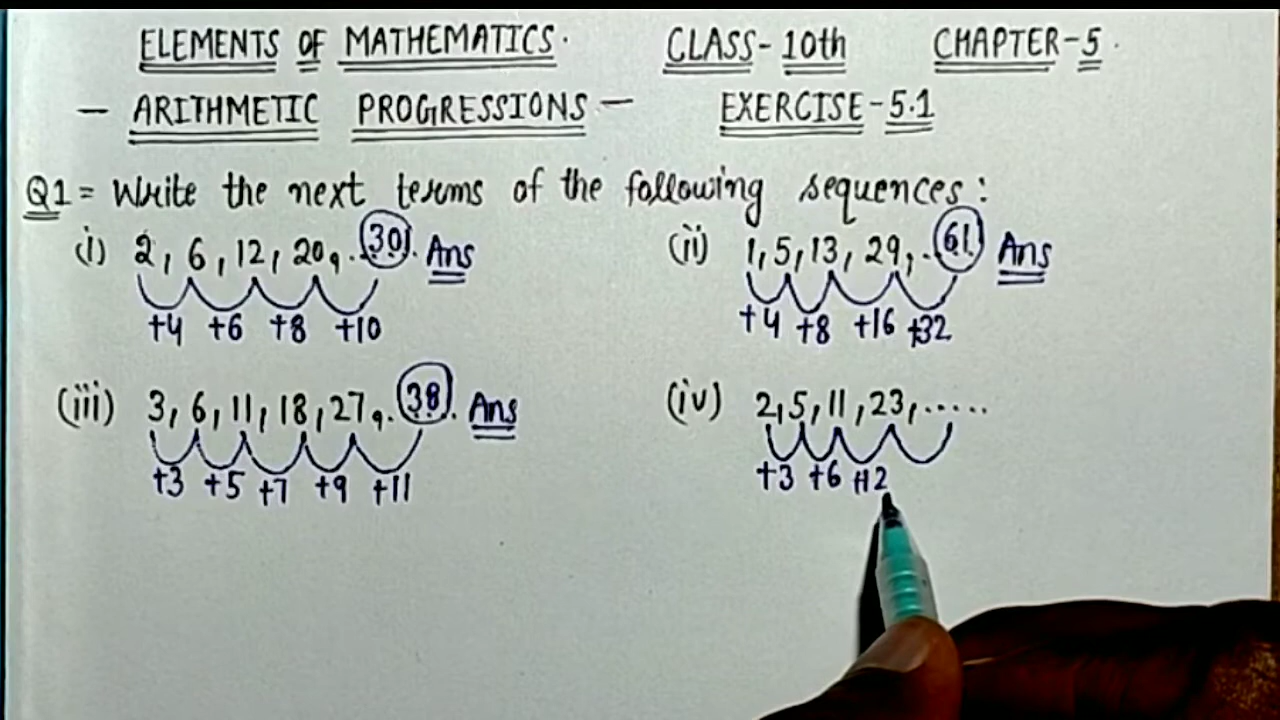 ELEMENTS OF MATHEMATICS. CLASS-10th CHAPTER-5.
— ARITHMETIC PROGRESSIONS — EXERCISE-5.1
Q1= Write the next terms of the following sequences:
(i) 2, 6, 12, 20, ..30.. Ans
+4 +6 +8 +10
(ii) 1, 5, 13, 29, ..61.. Ans
+4 +8 +16 +32
(iii) 3, 6, 11, 18, 27, ..38.. Ans
+3 +5 +7 +9 +11
(iv) 2, 5, 11, 23, .....
+3 +6 +12